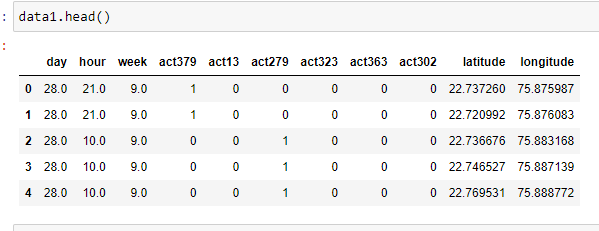 : data1.head()
:
day hour week act379 act13 act279 act323 act363 act302 latitude longitude
0 28.0 21.0 9.0 1 0 0 0 0 0 22.737260 75.875987
1 28.0 21.0 9.0 1 0 0 0 0 0 22.720992 75.876083
2 28.0 10.0 9.0 0 0 1 0 0 0 22.736676 75.883168
3 28.0 10.0 9.0 0 0 1 0 0 0 22.746527 75.887139
4 28.0 10.0 9.0 0 0 1 0 0 0 22.769531 75.888772